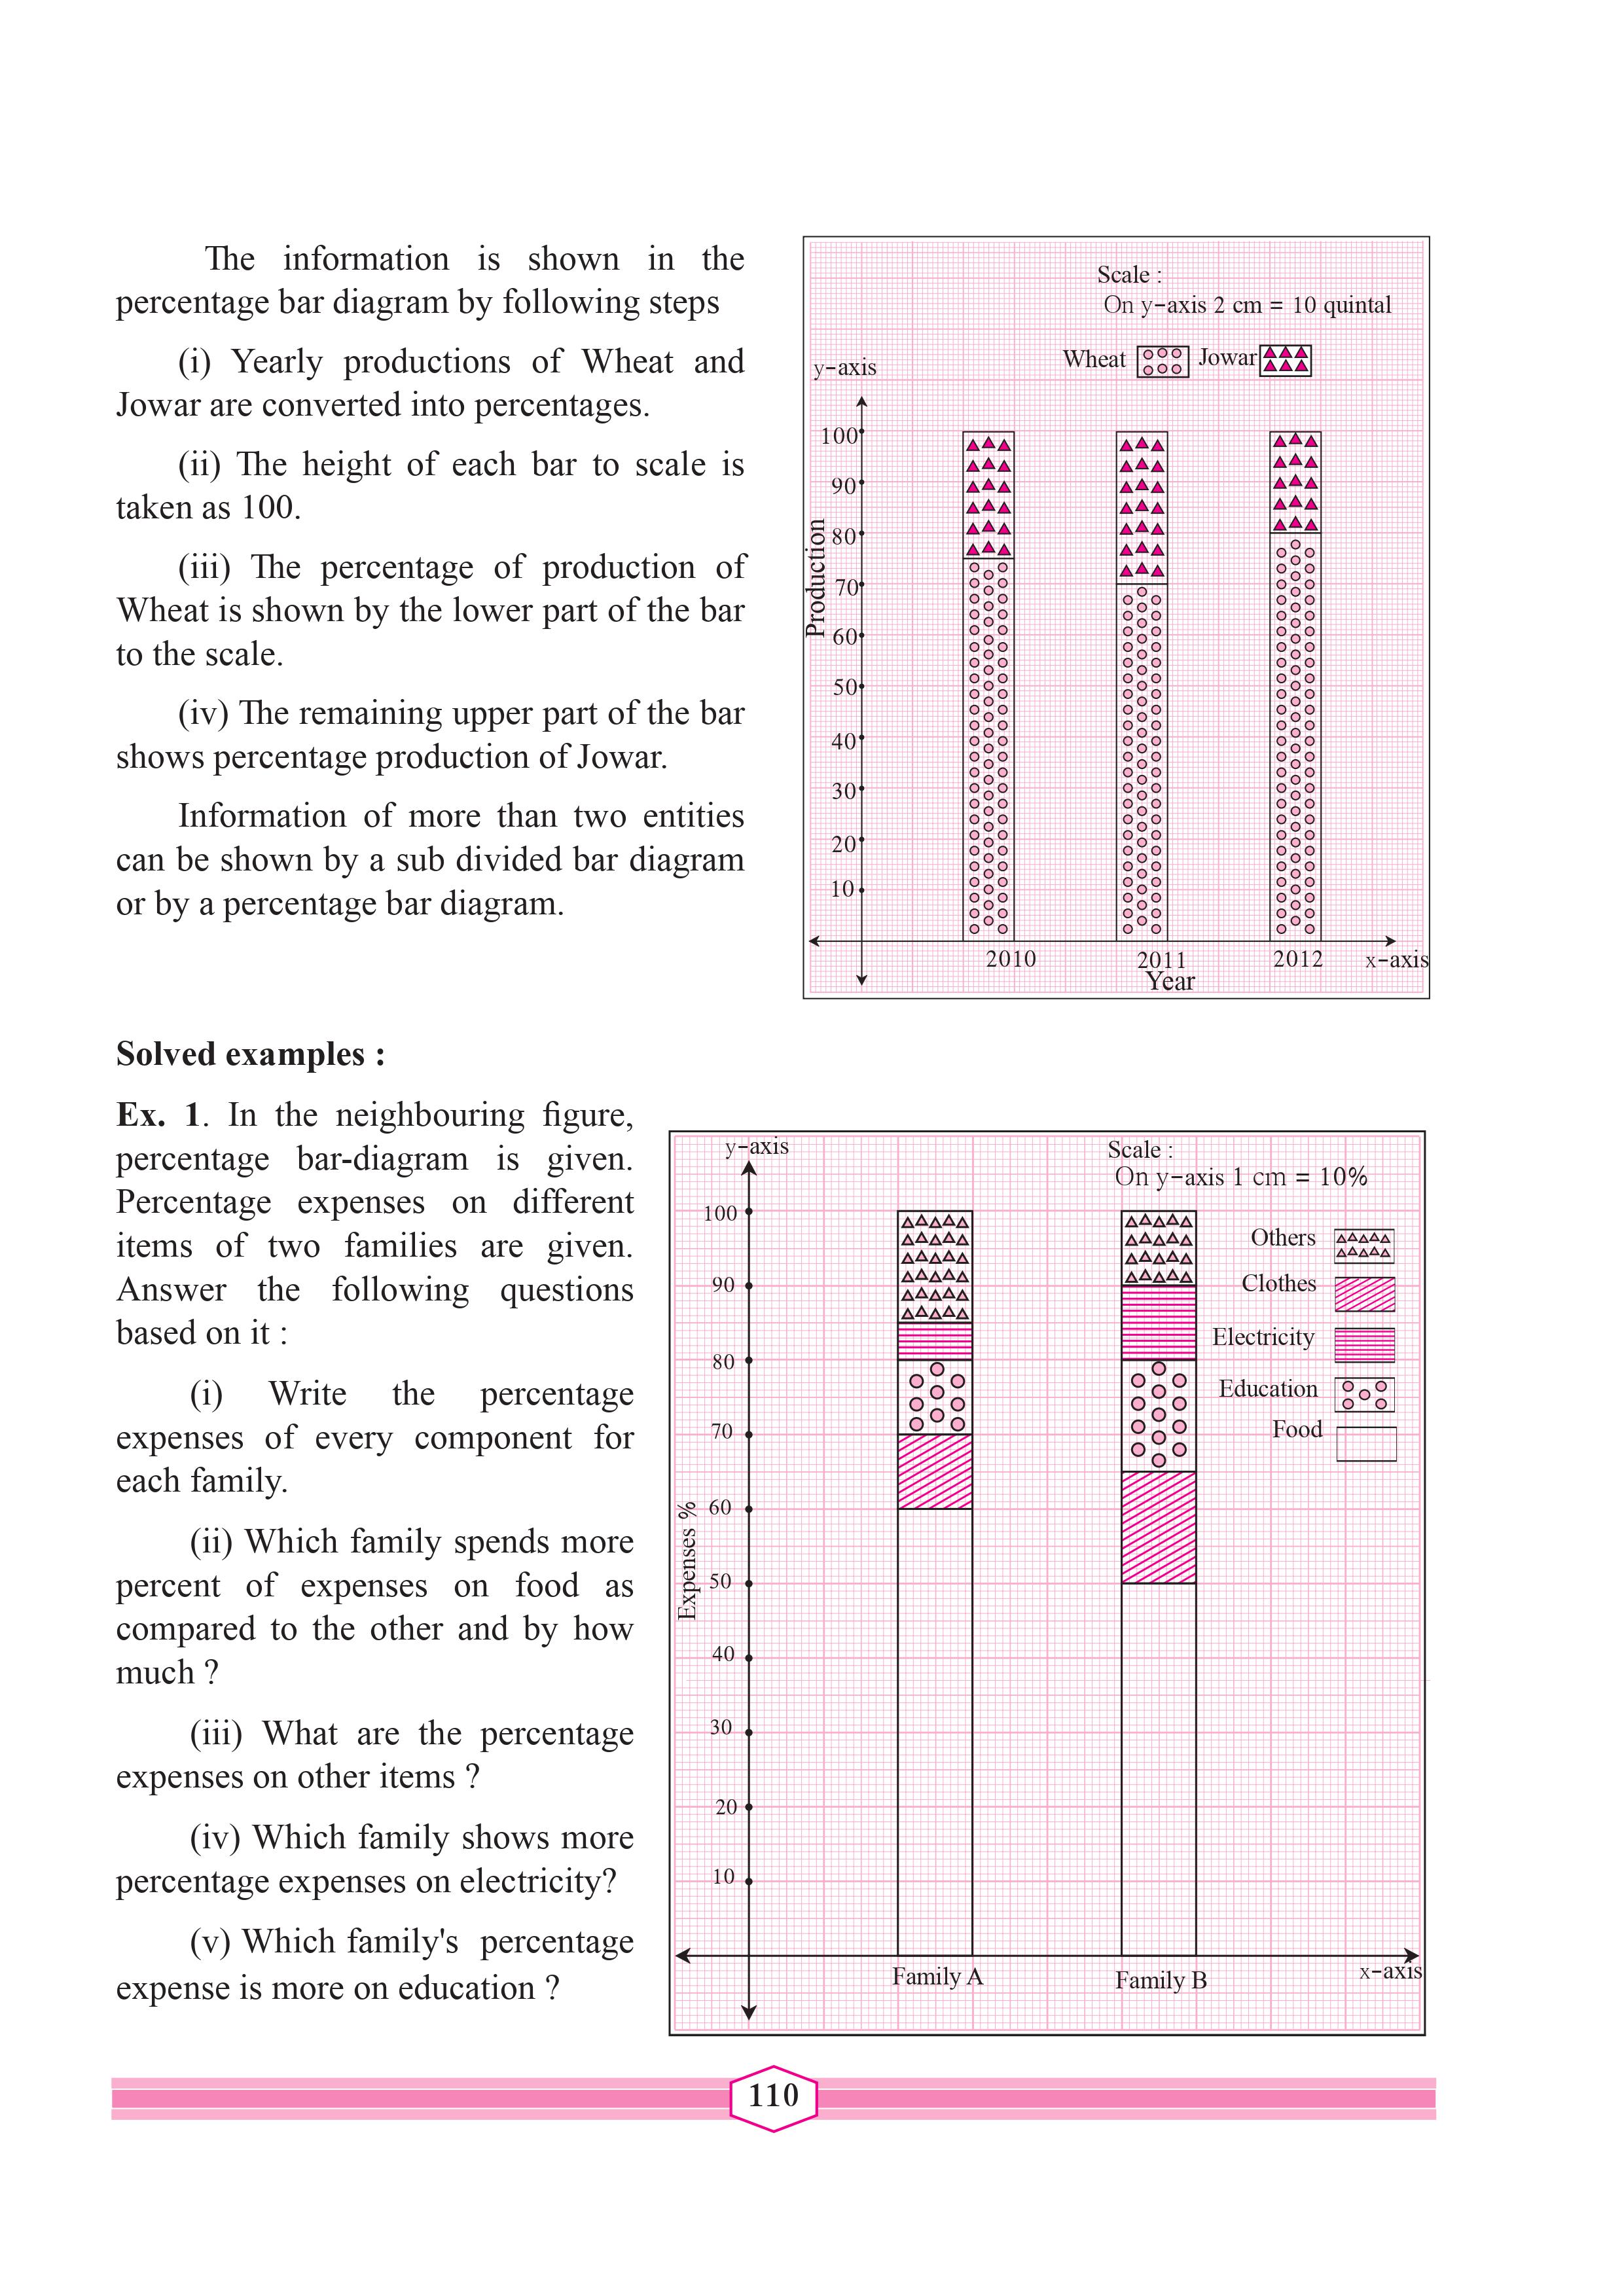 The information is shown in the
percentage bar diagram by following steps
(i) Yearly productions of Wheat and
Jowar are converted into percentages.
(ii) The height of each bar to scale is
taken as 100.
(iii) The percentage of production of
Wheat is shown by the lower part of the bar
to the scale.
(iv) The remaining upper part of the bar
shows percentage production of Jowar.
Information of more than two entities
can be shown by a sub divided bar diagram
or by a percentage bar diagram.
Scale :
On y-axis 2 cm = 10 quintal
Wheat Jowar
y-axis
100
90
80
70
60
50
40
30
20
10
Production
2010 2011 2012 x-axis
Year
Solved examples :
Ex. 1. In the neighbouring figure,
percentage bar-diagram is given.
Percentage expenses on different
items of two families are given.
Answer the following questions
based on it :
(i) Write the percentage
expenses of every component for
each family.
(ii) Which family spends more
percent of expenses on food as
compared to the other and by how
much ?
(iii) What are the percentage
expenses on other items ?
(iv) Which family shows more
percentage expenses on electricity?
(v) Which family's percentage
expense is more on education ?
y-axis
Scale :
On y-axis 1 cm = 10%
Others
Clothes
Electricity
Education
Food
100
90
80
70
60
50
40
30
20
10
Expenses %
Family A Family B x-axis
110